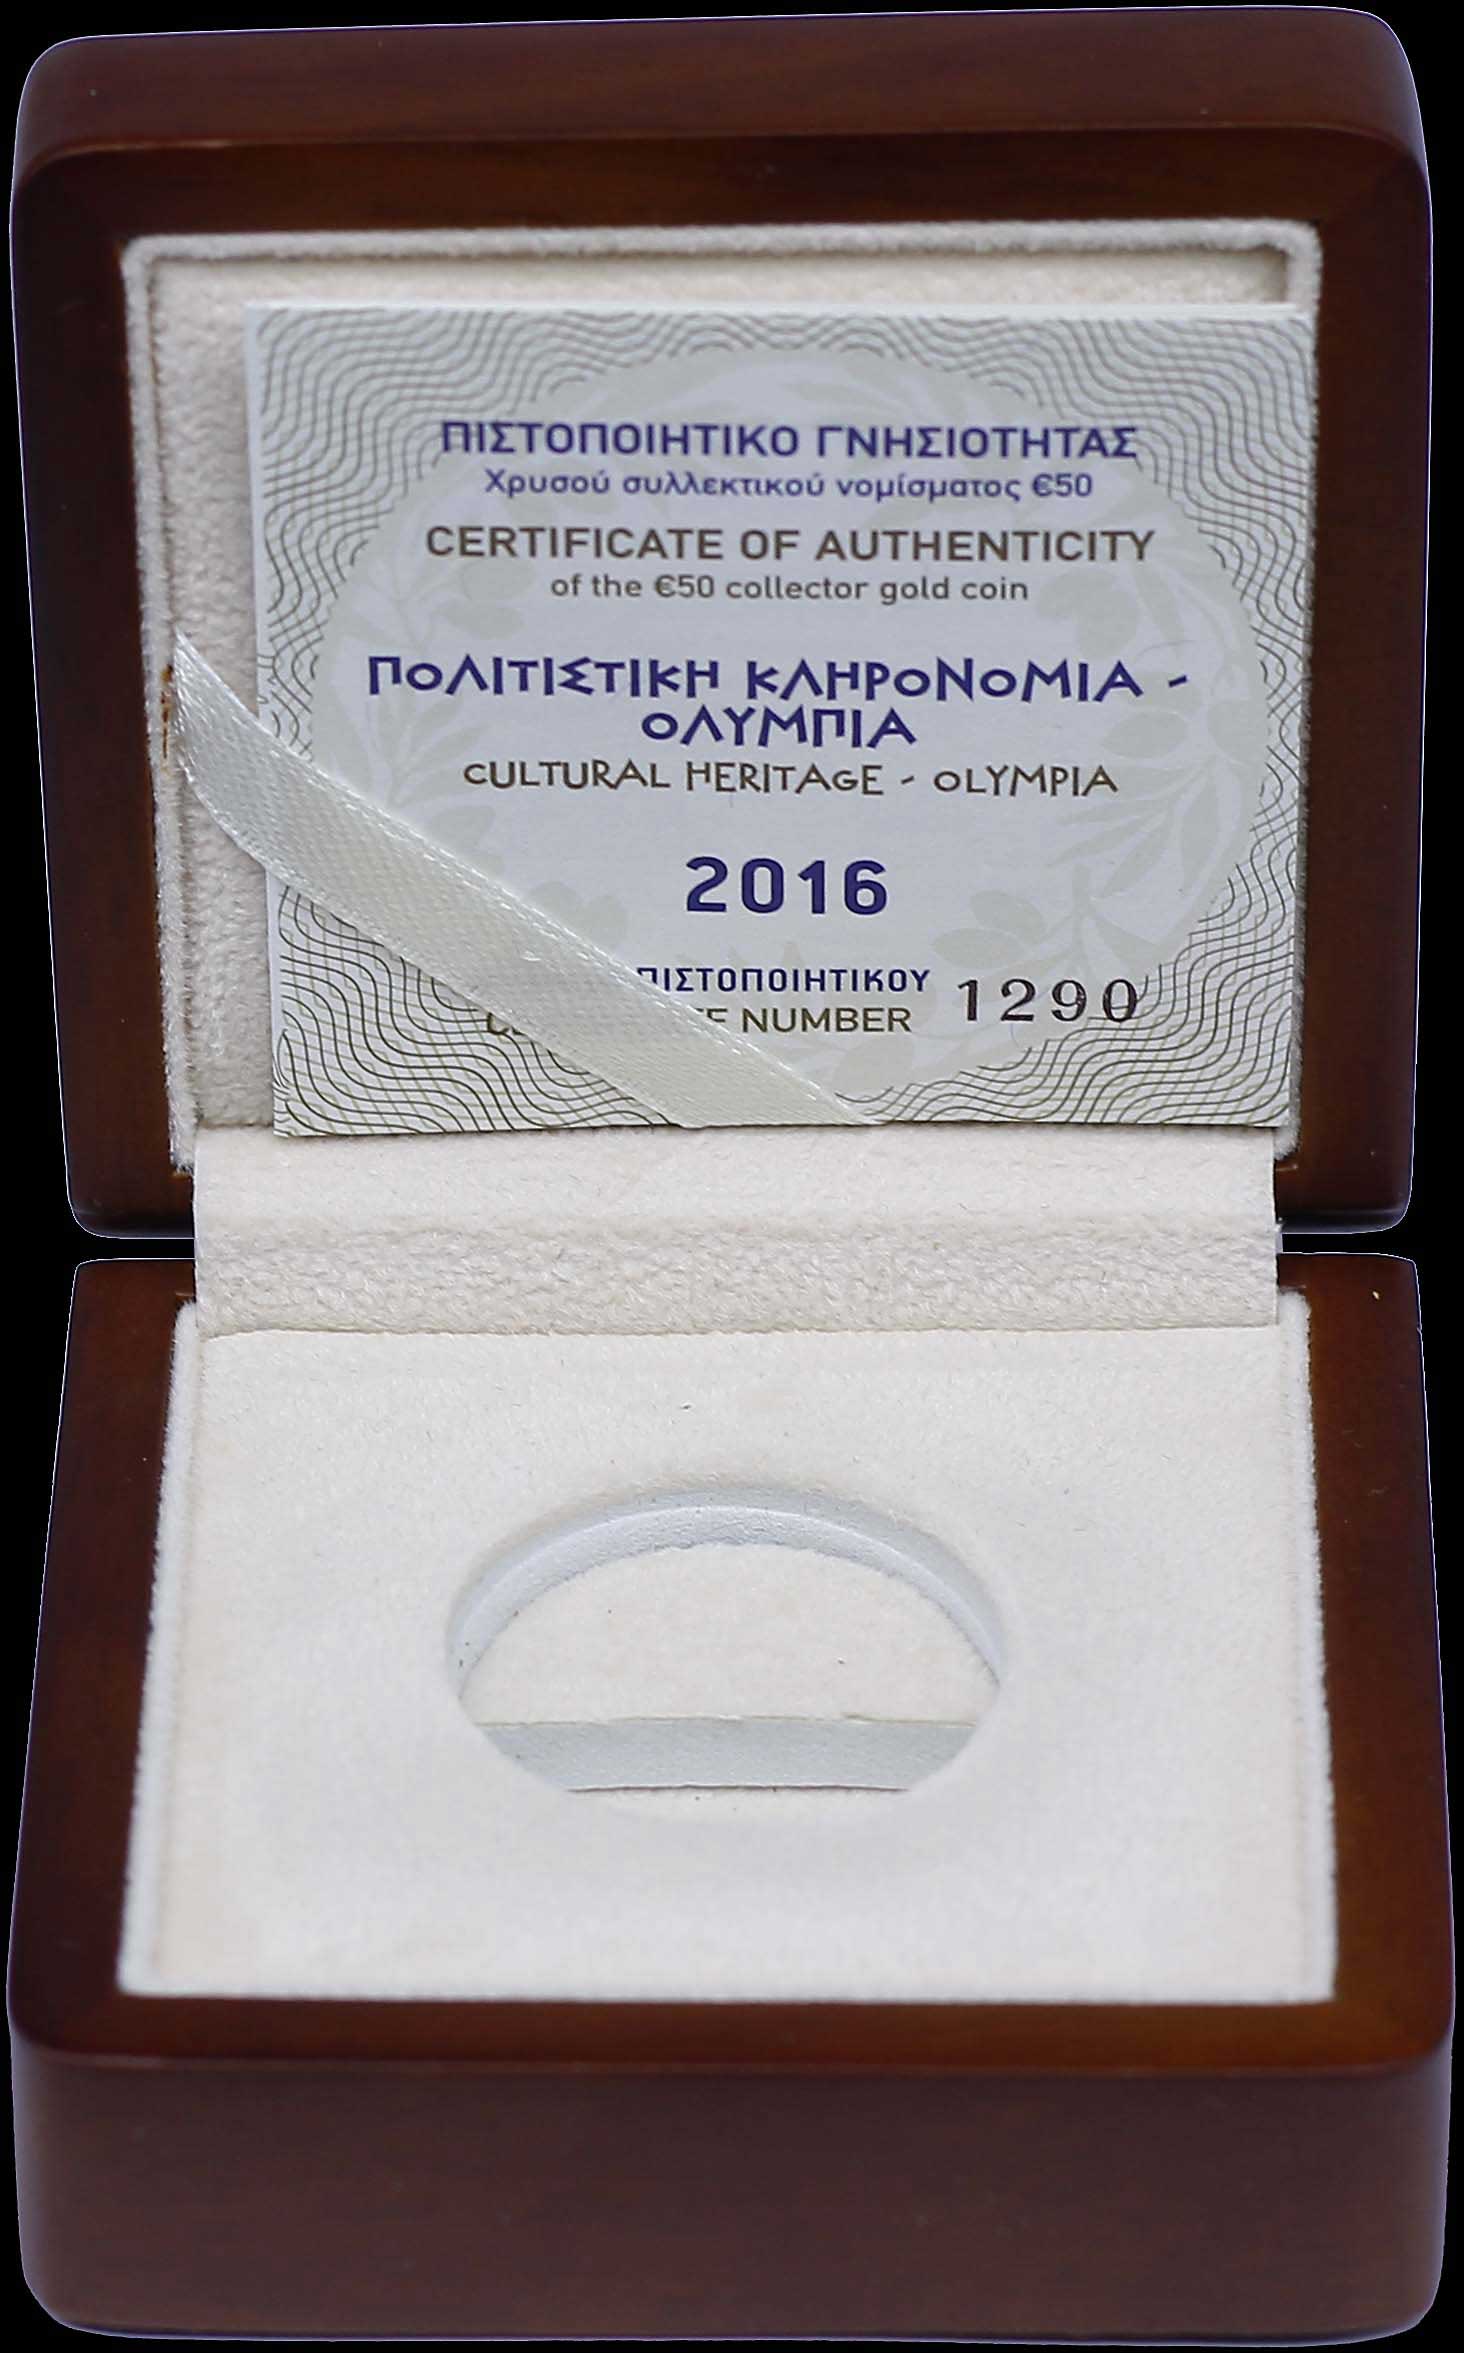 ΠΙΣΤΟΠΟΙΗΤΙΚΟ ΓΝΗΣΙΟΤΗΤΑΣ
Χρυσού συλλεκτικού νομίσματος €50
CERTIFICATE OF AUTHENTICITY
of the €50 collector gold coin
ΠΟΛΙΤΙΣΤΙΚΗ ΚΛΗΡΟΝΟΜΙΑ -
ΟΛΥΜΠΙΑ
CULTURAL HERITAGE - OLYMPIA
2016
ΠΙΣΤΟΠΟΙΗΤΙΚΟΥ 1290
NUMBER